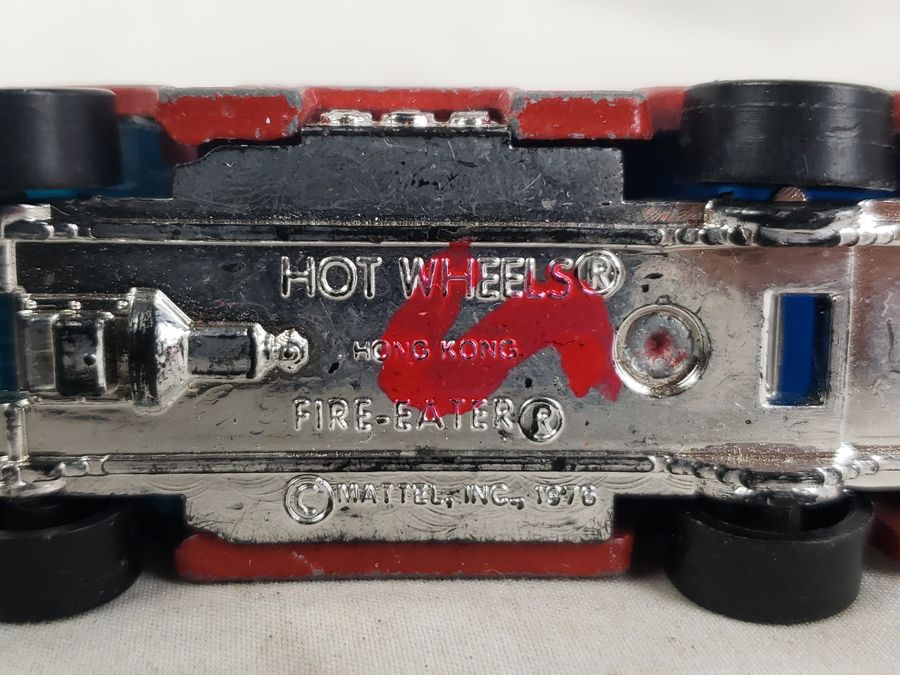 HOT WHEELS®
HONG KONG
FIRE-EATER®
© MATTEL, INC., 1976